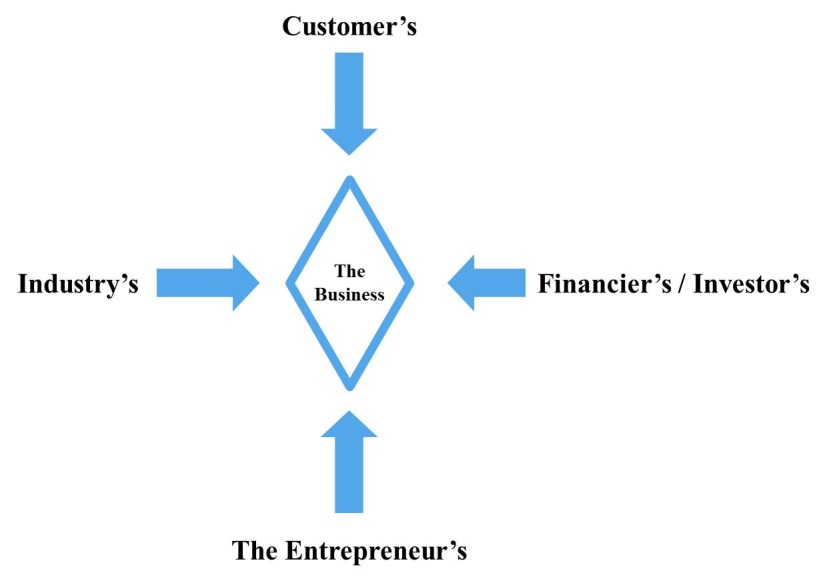 Customer’s
Industry’s
The
Business
Financier’s / Investor’s
The Entrepreneur’s